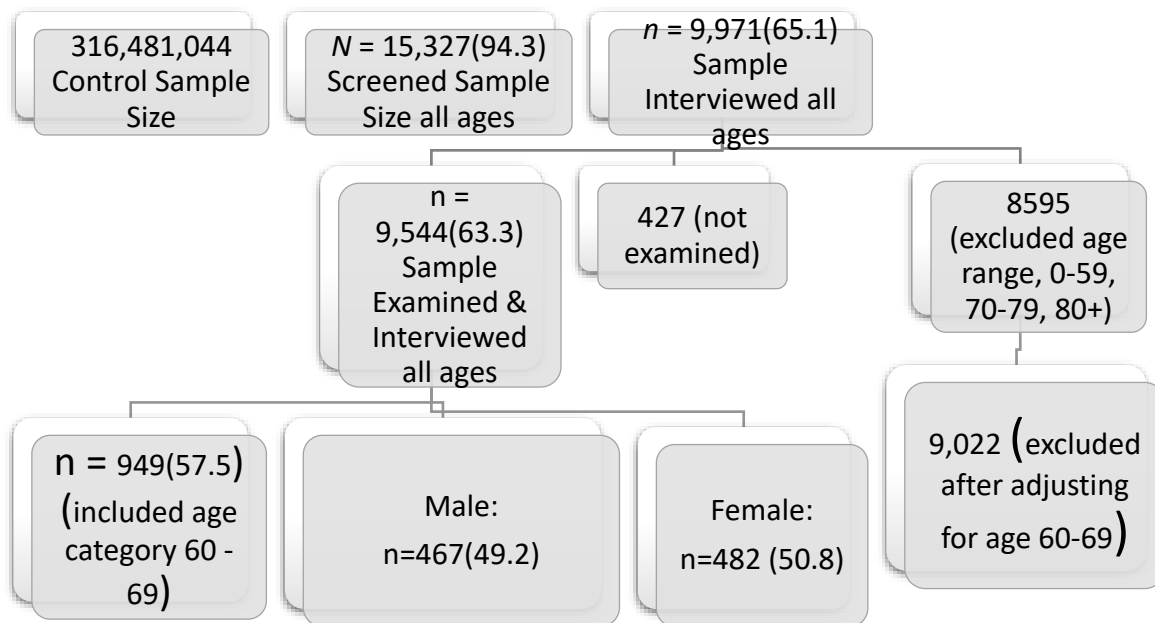 316,481,044
Control Sample
Size
N = 15,327(94.3)
Screened Sample
Size all ages
n = 9,971(65.1)
Sample
Interviewed all
ages
n =
9,544(63.3)
Sample
Examined &
Interviewed
all ages
427 (not
examined)
8595
(excluded age
range, 0-59,
70-79, 80+)
n = 949(57.5)
(included age
category 60 -
69)
Male:
n=467(49.2)
Female:
n=482 (50.8)
9,022 (excluded
after adjusting
for age 60-69)